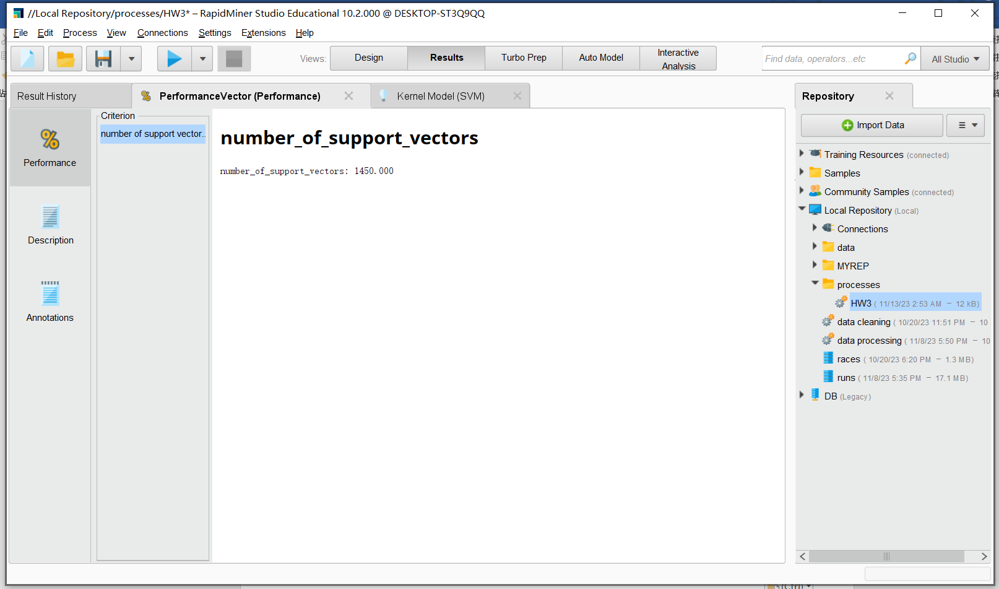 //Local Repository/processes/HW3* – RapidMiner Studio Educational 10.2.000 @ DESKTOP-ST3Q9QQ
File Edit Process View Connections Settings Extensions Help
Views: Design Results Turbo Prep Auto Model Interactive Analysis
Find data, operators...etc
All Studio
Result History
PerformanceVector (Performance)
Kernel Model (SVM)
Repository
Performance
Description
Annotations
Criterion
number of support vector..
number_of_support_vectors
number_of_support_vectors: 1450.000
Import Data
Training Resources (connected)
Samples
Community Samples (connected)
Local Repository (Local)
Connections
data
MYREP
processes
HW3 ( 11/13/23 2:53 AM – 12 kB)
data cleaning ( 10/20/23 11:51 PM – 10
data processing ( 11/8/23 5:50 PM – 10
races ( 10/20/23 6:20 PM – 1.3 MB)
runs ( 11/8/23 5:35 PM – 17.1 MB)
DB (Legacy)